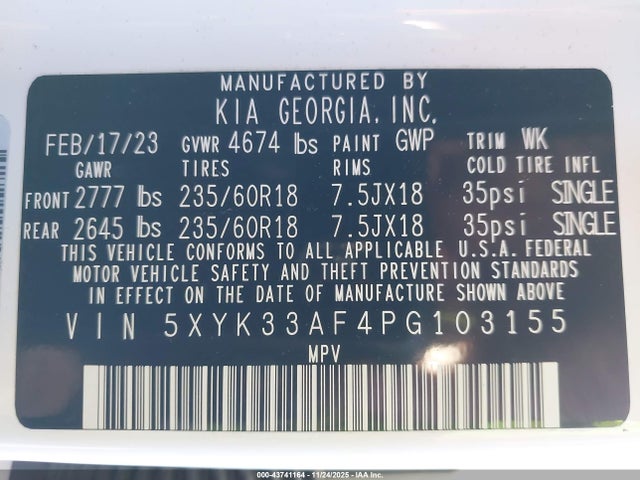 MANUFACTURED BY
KIA GEORGIA, INC.
FEB/17/23 GVWR 4674 lbs PAINT GWP TRIM WK
GAWR TIRES RIMS COLD TIRE INFL
FRONT 2777 lbs 235/60R18 7.5JX18 35psi SINGLE
REAR 2645 lbs 235/60R18 7.5JX18 35psi SINGLE
THIS VEHICLE CONFORMS TO ALL APPLICABLE U.S.A. FEDERAL
MOTOR VEHICLE SAFETY AND THEFT PREVENTION STANDARDS
IN EFFECT ON THE DATE OF MANUFACTURE SHOWN ABOVE
VIN 5XYK33AF4PG103155
MPV
000-43741164 - 11/24/2025 - IAA Inc.